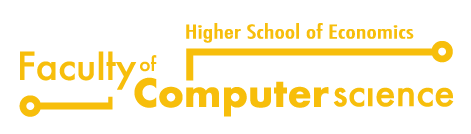 Higher School of Economics
Faculty of
Computer science